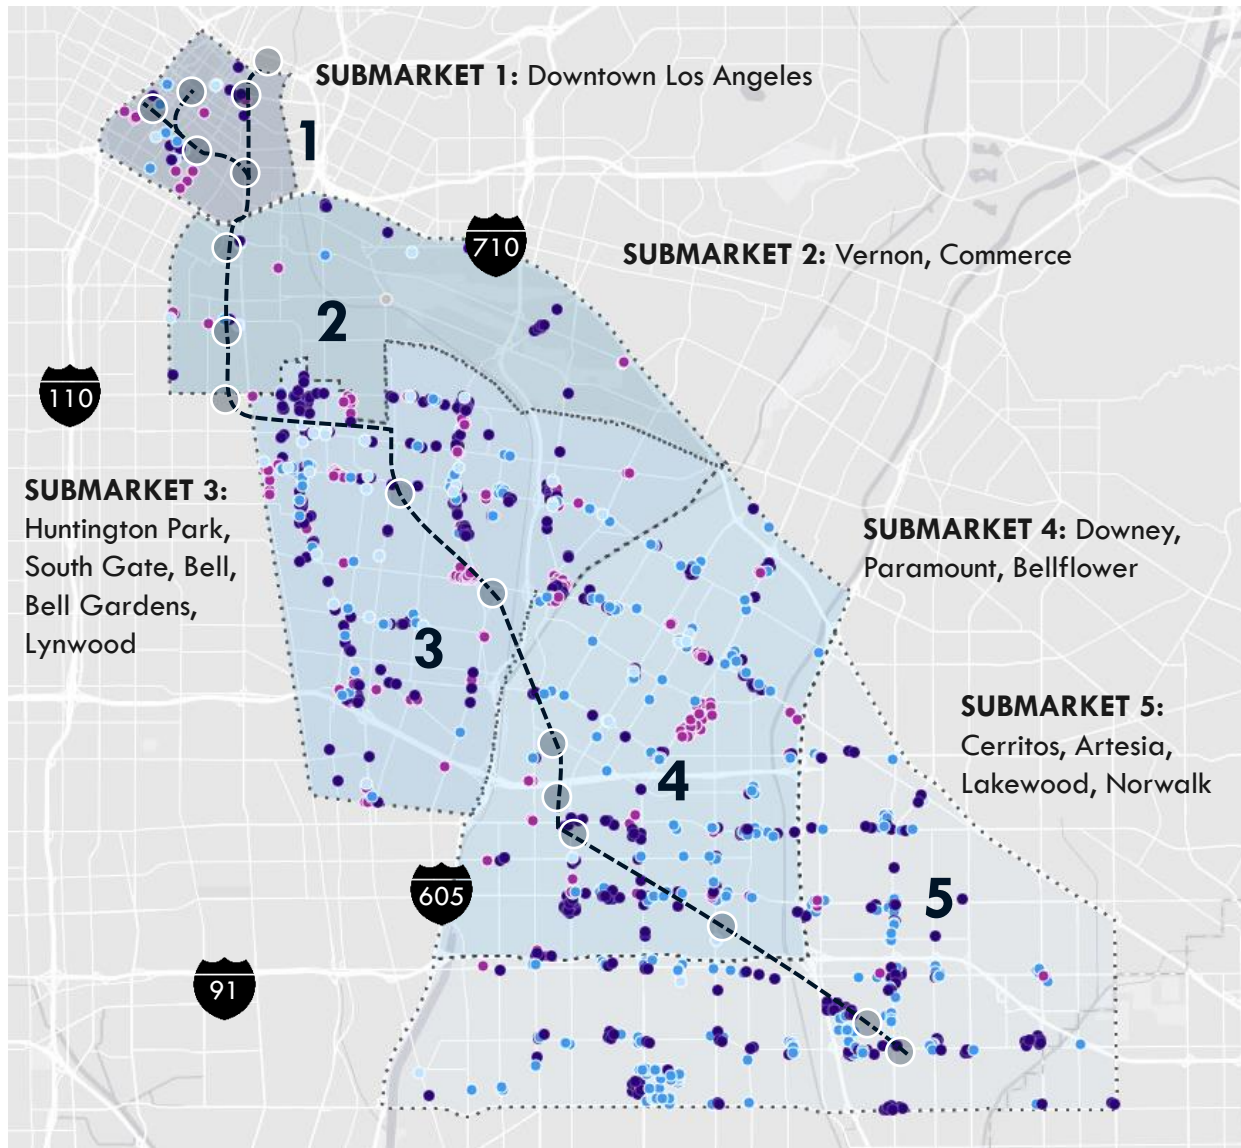 SUBMARKET 1: Downtown Los Angeles
1
710
SUBMARKET 2: Vernon, Commerce
2
110
SUBMARKET 3:
Huntington Park,
South Gate, Bell,
Bell Gardens,
Lynwood
3
SUBMARKET 4: Downey,
Paramount, Bellflower
4
SUBMARKET 5:
Cerritos, Artesia,
Lakewood, Norwalk
5
605
91